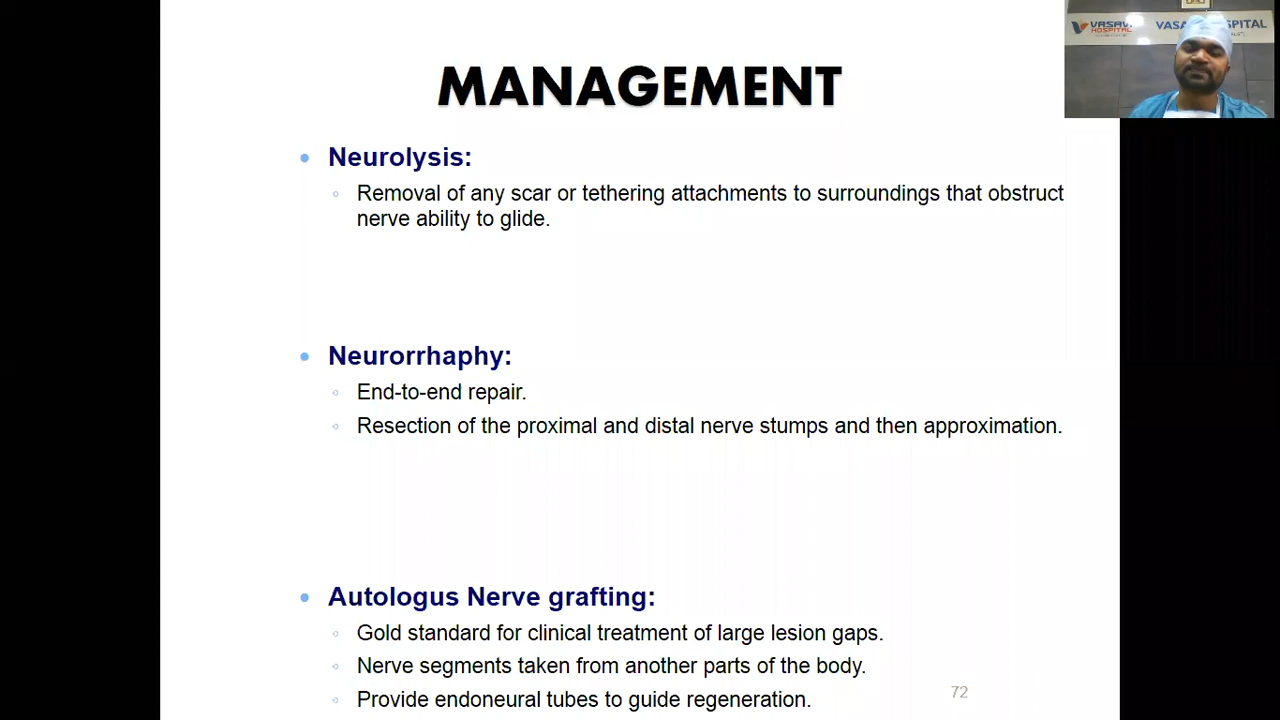 MANAGEMENT
VASAVI
HOSPITAL
• Neurolysis:
◦ Removal of any scar or tethering attachments to surroundings that obstruct
nerve ability to glide.
• Neurorrhaphy:
◦ End-to-end repair.
◦ Resection of the proximal and distal nerve stumps and then approximation.
• Autologus Nerve grafting:
◦ Gold standard for clinical treatment of large lesion gaps.
◦ Nerve segments taken from another parts of the body.
◦ Provide endoneural tubes to guide regeneration.
72